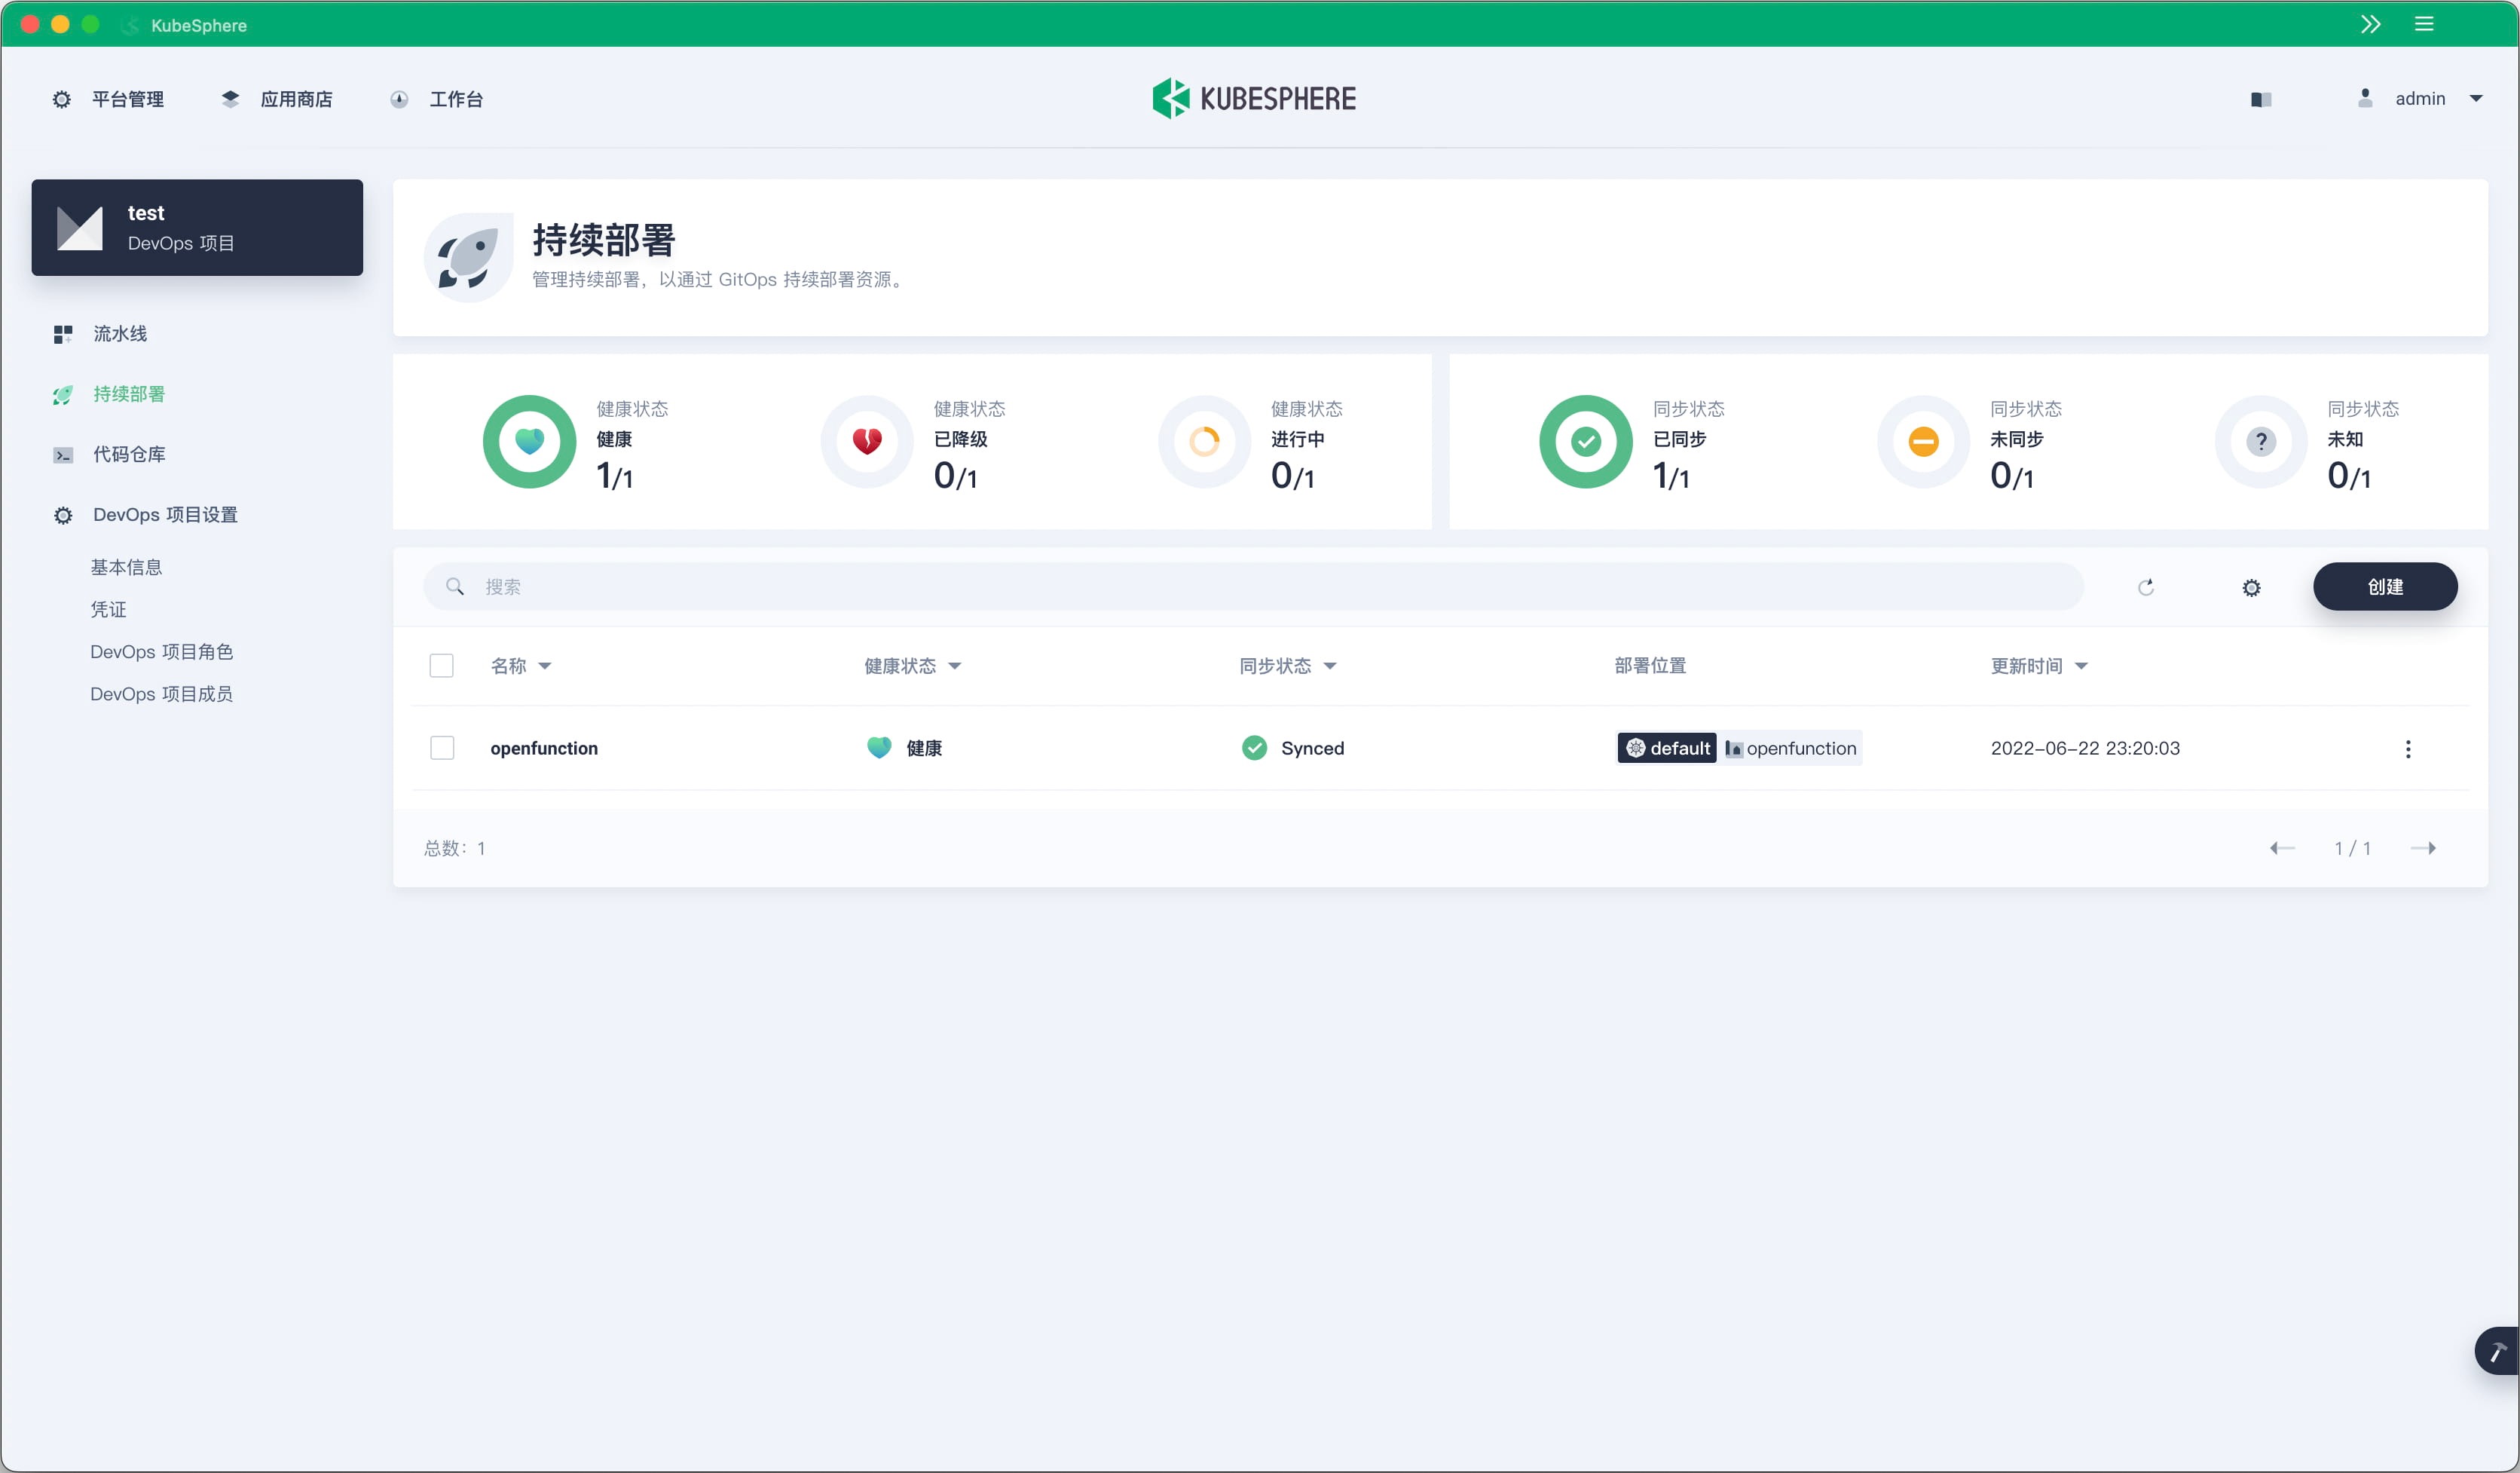 KubeSphere
平台管理
应用商店
工作台
KUBESPHERE
admin
test
DevOps 项目
流水线
持续部署
代码仓库
DevOps 项目设置
基本信息
凭证
DevOps 项目角色
DevOps 项目成员
持续部署
管理持续部署，以通过 GitOps 持续部署资源。
健康状态
健康
1/1
健康状态
已降级
0/1
健康状态
进行中
0/1
同步状态
已同步
1/1
同步状态
未同步
0/1
同步状态
未知
0/1
搜索
创建
名称 健康状态 同步状态 部署位置 更新时间
openfunction 健康 Synced default openfunction 2022-06-22 23:20:03
总数：1
1 / 1